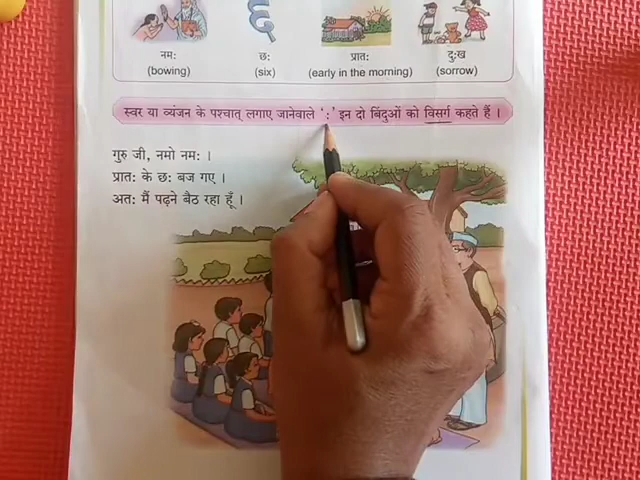 नमः छः प्रातः दुःख
(bowing) (six) (early in the morning) (sorrow)
स्वर या व्यंजन के पश्चात् लगाए जानेवाले ' : ' इन दो बिंदुओं को विसर्ग कहते हैं ।
गुरु जी, नमो नमः ।
प्रातः के छः बज गए ।
अतः मैं पढ़ने बैठ रहा हूँ ।